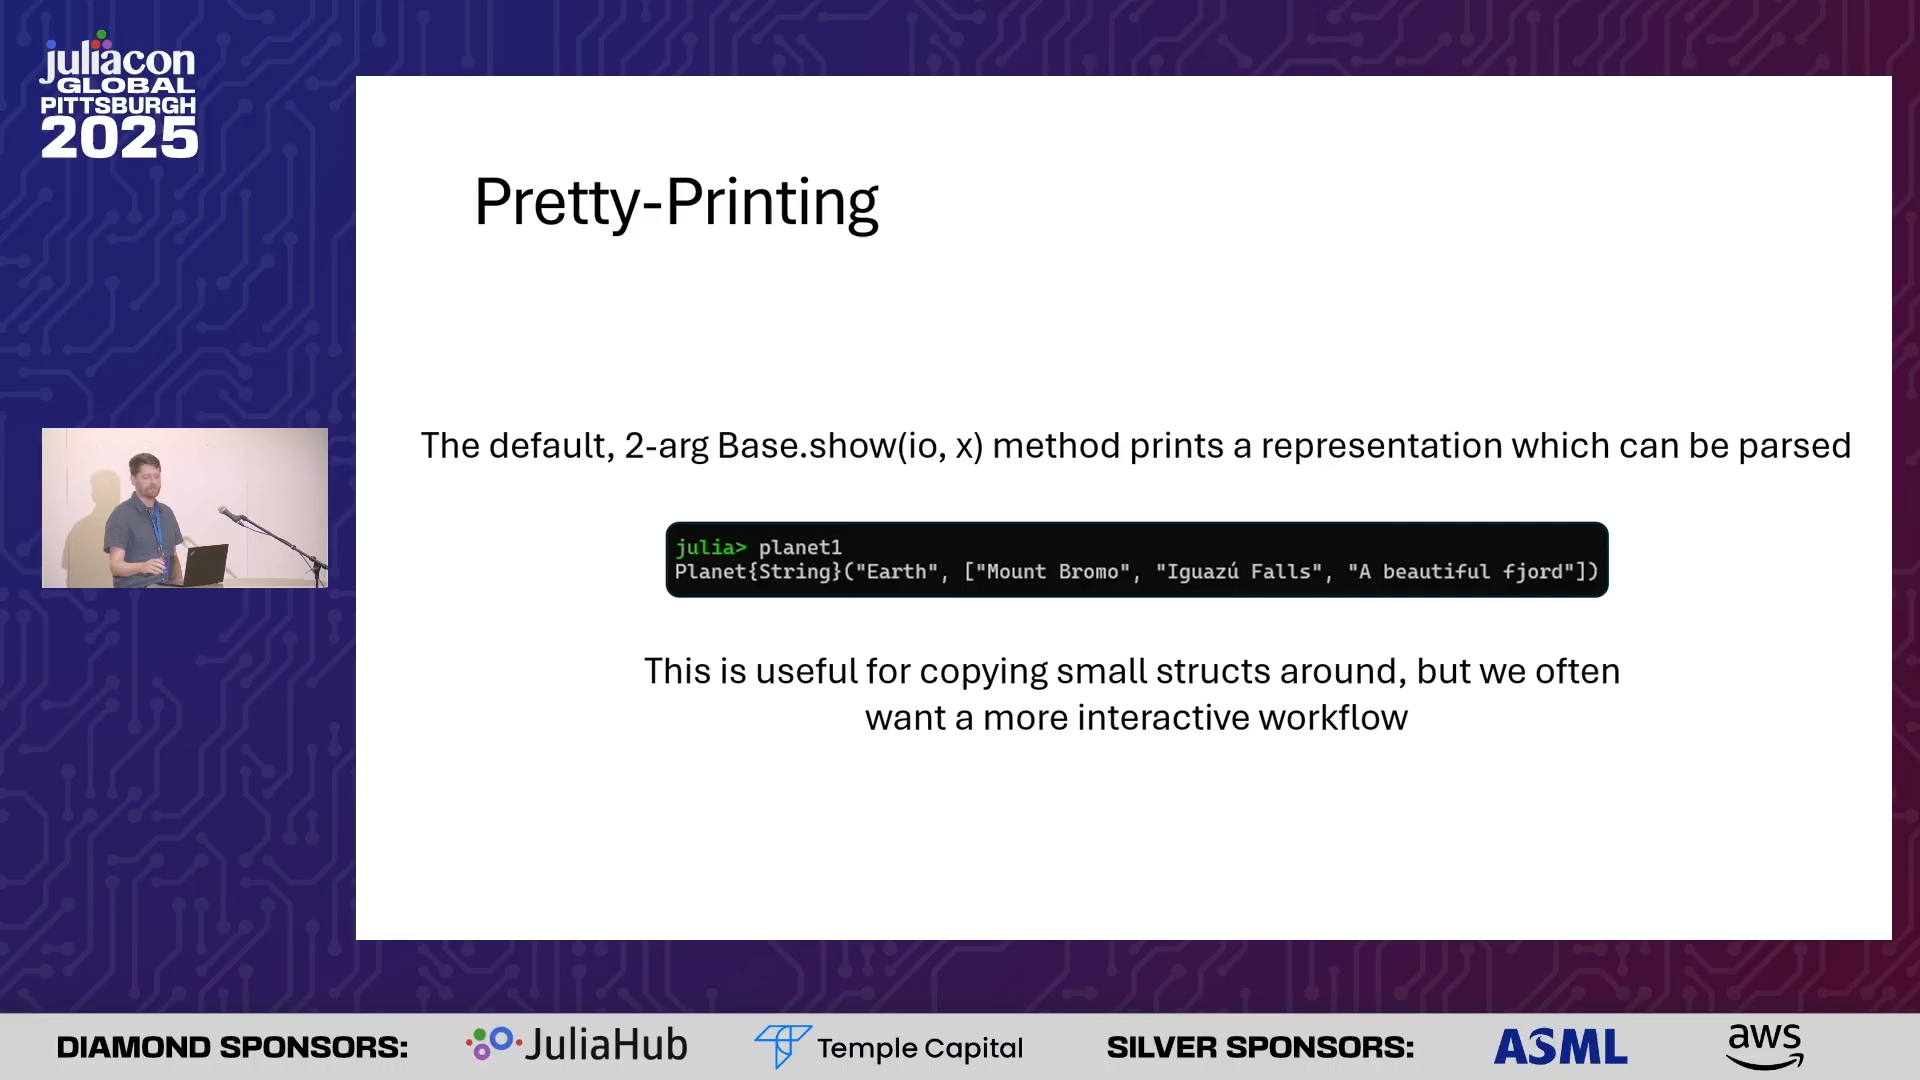 juliacon
GLOBAL
PITTSBURGH
2025
Pretty-Printing
The default, 2-arg Base.show(io, x) method prints a representation which can be parsed
julia> planet1
Planet{String}("Earth", ["Mount Bromo", "Iguazú Falls", "A beautiful fjord"])
This is useful for copying small structs around, but we often
want a more interactive workflow
DIAMOND SPONSORS: JuliaHub Temple Capital SILVER SPONSORS: ASML aws